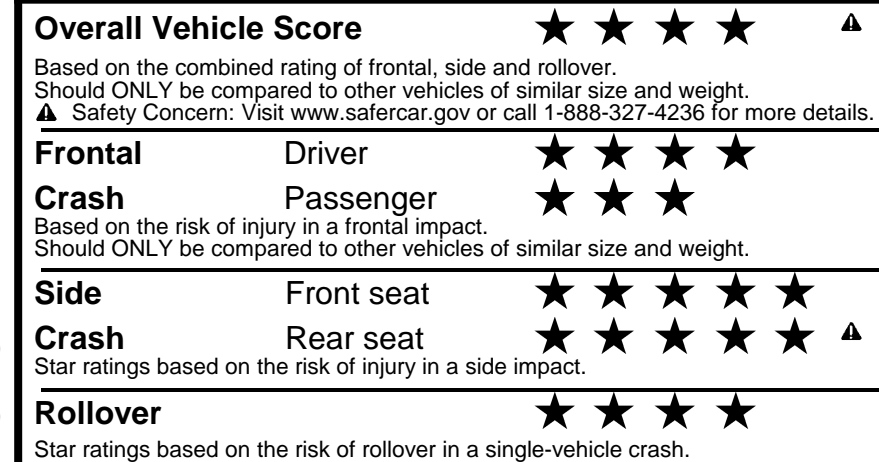 Overall Vehicle Score ★ ★ ★ ★ ⚠
Based on the combined rating of frontal, side and rollover.
Should ONLY be compared to other vehicles of similar size and weight.
⚠ Safety Concern: Visit www.safercar.gov or call 1-888-327-4236 for more details.
Frontal Driver ★ ★ ★ ★
Crash Passenger ★ ★ ★
Based on the risk of injury in a frontal impact.
Should ONLY be compared to other vehicles of similar size and weight.
Side Front seat ★ ★ ★ ★ ★
Crash Rear seat ★ ★ ★ ★ ★ ⚠
Star ratings based on the risk of injury in a side impact.
Rollover ★ ★ ★ ★
Star ratings based on the risk of rollover in a single-vehicle crash.